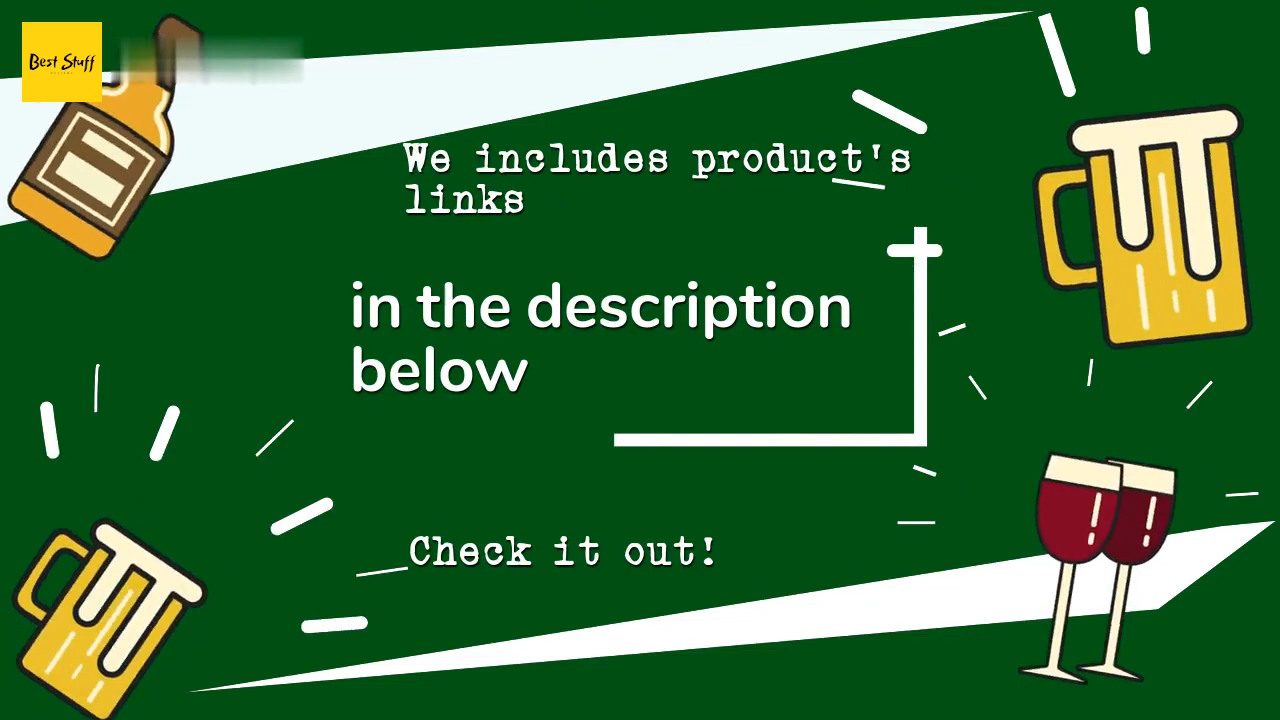 Best Stuff
We includes product's
links
in the description
below
Check it out!